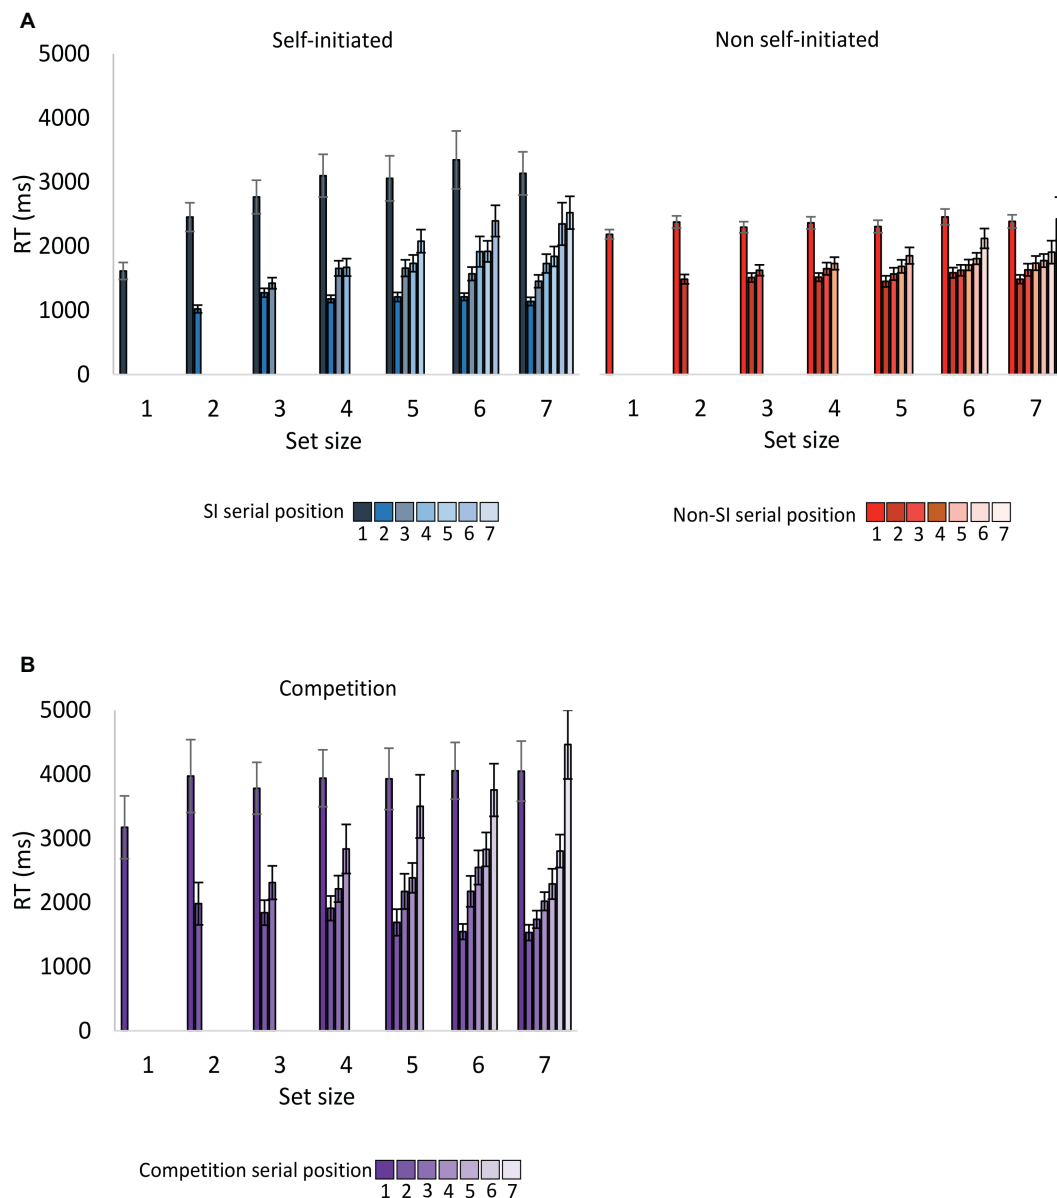 A
Self-initiated
Non self-initiated
5000
4000
3000
2000
1000
0
RT (ms)
1 2 3 4 5 6 7
Set size
1 2 3 4 5 6 7
Set size
SI serial position
1 2 3 4 5 6 7
Non-SI serial position
1 2 3 4 5 6 7
B
Competition
5000
4000
3000
2000
1000
0
RT (ms)
1 2 3 4 5 6 7
Set size
Competition serial position
1 2 3 4 5 6 7